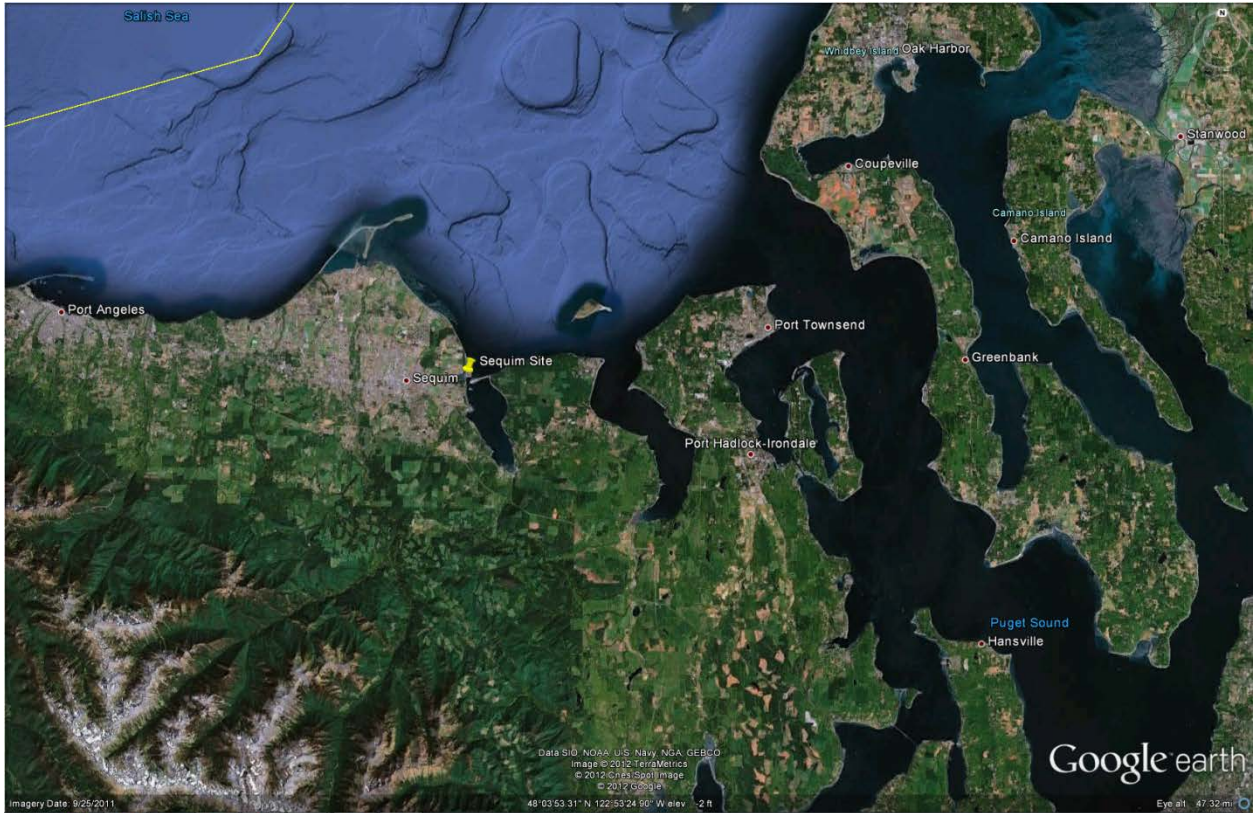 Salish Sea
N
Whidbey Island
Oak Harbor
Stanwood
Coupeville
Camano Island
Camano Island
Port Angeles
Port Townsend
Sequim Site
Greenbank
Sequim
Port Hadlock-Irondale
Puget Sound
Hansville
Data SIO, NOAA, U.S. Navy, NGA, GEBCO
Image © 2012 TerraMetrics
© 2012 Cnes/Spot Image
© 2012 Google
Google earth
Imagery Date: 9/25/2011
48°03'53.31" N 122°53'24.90" W elev -2 ft
Eye alt 47.32 mi